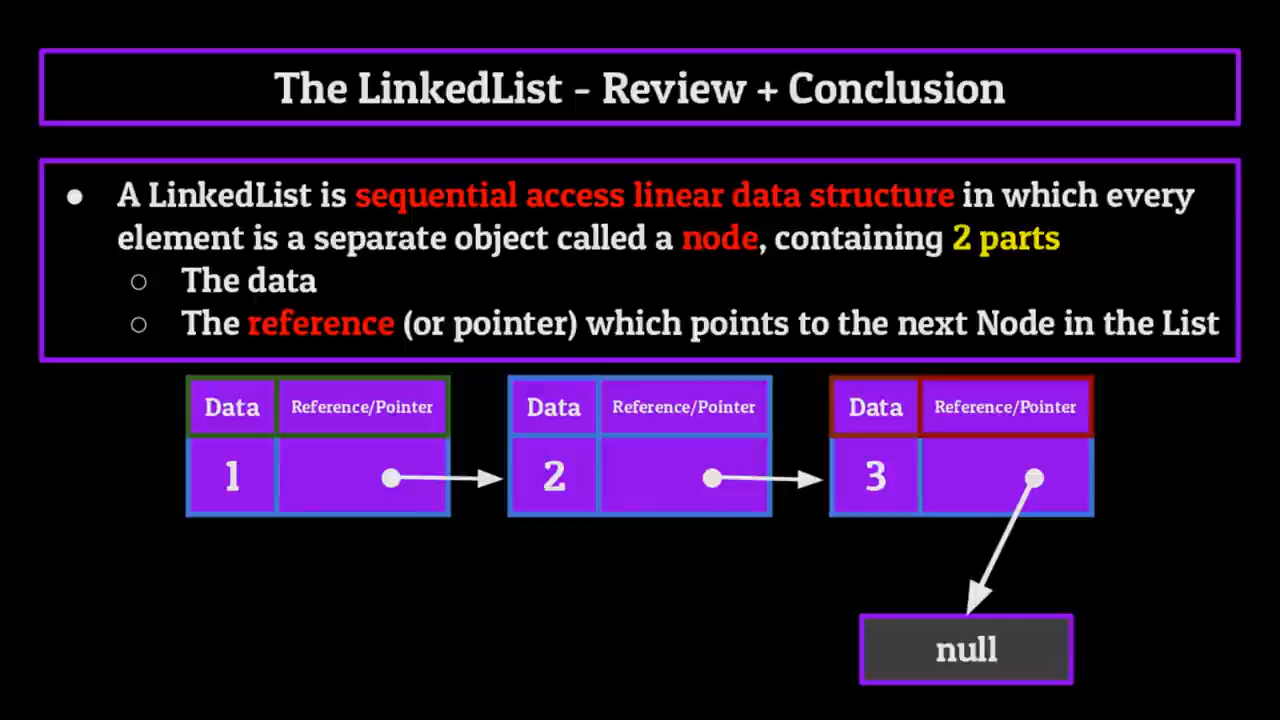 The LinkedList - Review + Conclusion
● A LinkedList is sequential access linear data structure in which every
element is a separate object called a node, containing 2 parts
○ The data
○ The reference (or pointer) which points to the next Node in the List
Data Reference/Pointer Data Reference/Pointer Data Reference/Pointer
1 2 3
null